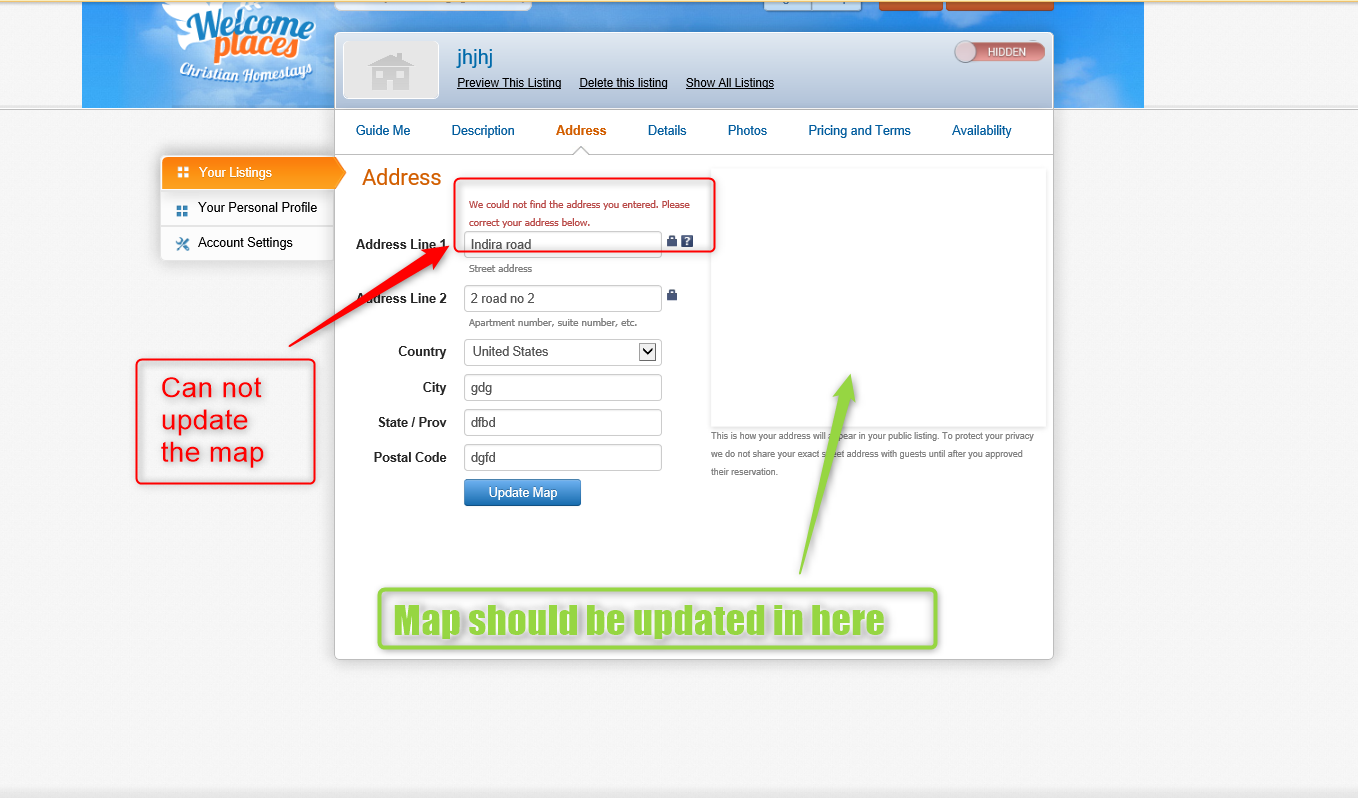 Welcome
places
Christian Homestays
jhjhj
HIDDEN
Preview This Listing Delete this listing Show All Listings
Guide Me Description Address Details Photos Pricing and Terms Availability
Your Listings
Your Personal Profile
Account Settings
Address
We could not find the address you entered. Please
correct your address below.
Address Line 1 Indira road
Street address
Address Line 2 2 road no 2
Apartment number, suite number, etc.
Country United States
City gdg
State / Prov dfbd
Postal Code dgfd
Update Map
This is how your address will appear in your public listing. To protect your privacy
we do not share your exact street address with guests until after you approved
their reservation.
Can not
update
the map
Map should be updated in here